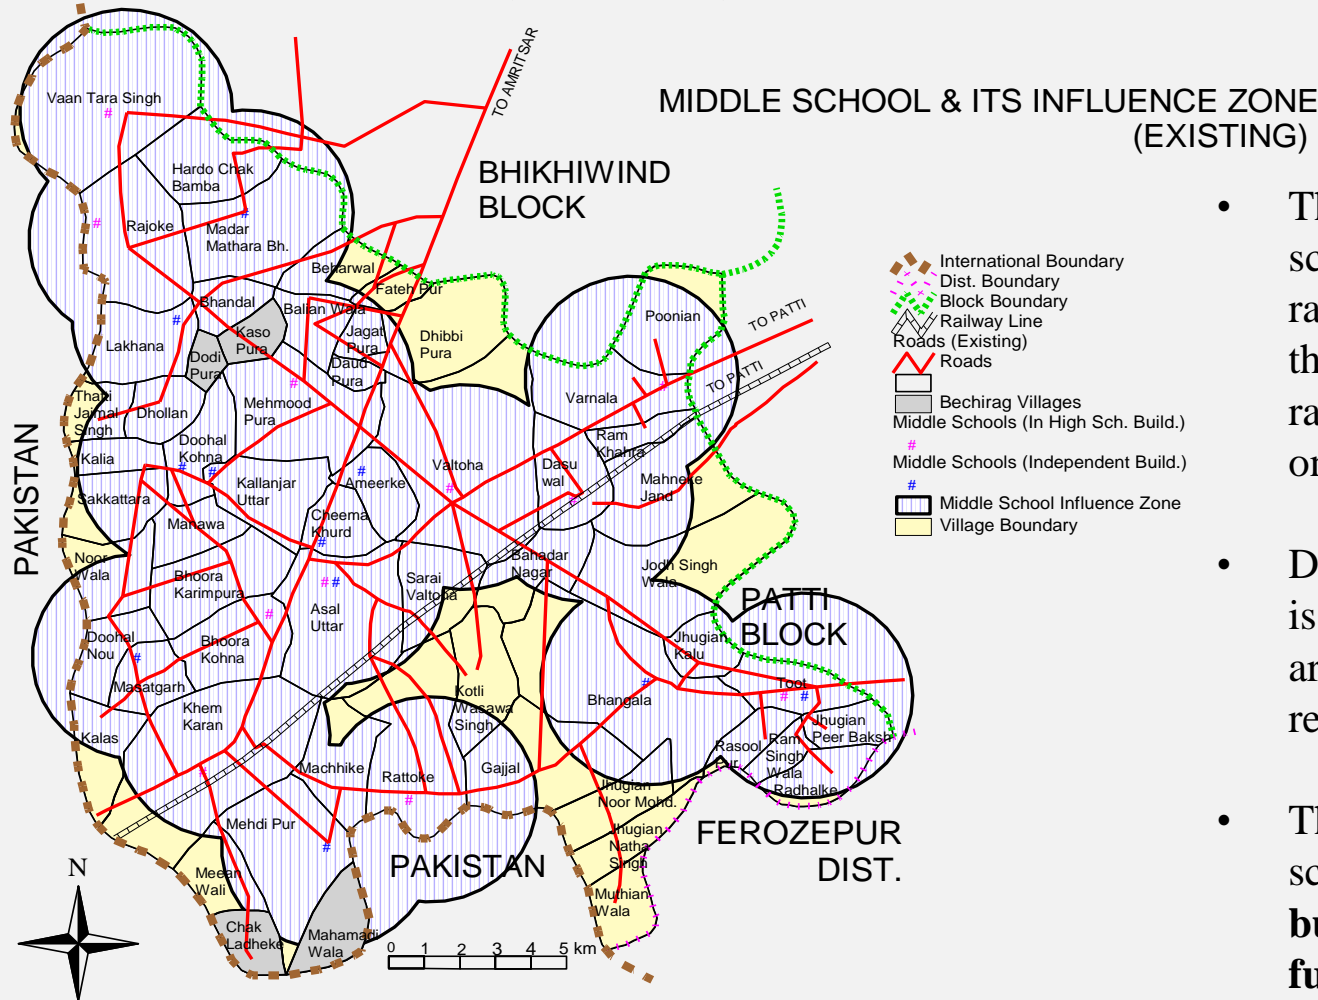 MIDDLE SCHOOL & ITS INFLUENCE ZONE
(EXISTING)
TO AMRITSAR
BHIKHIWIND
BLOCK
Vaan Tara Singh
#
Hardo Chak
Bamba
#
Rajoke
#
Madar
Mathara Bh.
Beharwal
Fateh Pur
Bhandal
Balian Wala
#
Lakhana
Kaso
Pura
Jagat
Pura
Dhibbi
Pura
Dodi
Pura
Daud
Pura
Poonian
TO PATTI
TO PATTI
#
#
Thatti
Jaimal
Singh
Dhollan
Mehmood
Pura
Varnala
Doohal
Kohna
Ram
Khahra
Kalia
# #
#
Valtoha
#
Dasu
wal
#
Sakkattara
Kallanjar
Uttar
Ameerke
Mahneke
Jand
Manawa
Cheema
Khurd
#
PAKISTAN
Noor
Wala
Bhoora
Karimpura
# #
Asal
Uttar
Sarai
Valtoha
Bahadar
Nagar
Jodh Singh
Wala
PATTI
BLOCK
#
Doohal
Nou
#
Bhoora
Kohna
Jhugian
Kalu
Masatgarh
Khem
Karan
Kotli
Wasawa
Singh
Bhangala
#
Toot
# #
Jhugian
Peer Baksh
Kalas
#
Machhike
Rattoke
#
Gajjal
Rasool
Pur
Ram
Singh
Wala
Radhalke
Jhugian
Noor Mohd.
Mehdi Pur
#
Jhugian
Natha
Singh
FEROZEPUR
DIST.
PAKISTAN
Meean
Wali
Muthian
Wala
Chak
Ladheke
Mahamadi
Wala
N
0 1 2 3 4 5 km
International Boundary
Dist. Boundary
Block Boundary
Railway Line
Roads (Existing)
Roads
Bechirag Villages
Middle Schools (In High Sch. Build.)
#
Middle Schools (Independent Build.)
#
Middle School Influence Zone
Village Boundary
•
•
is
•